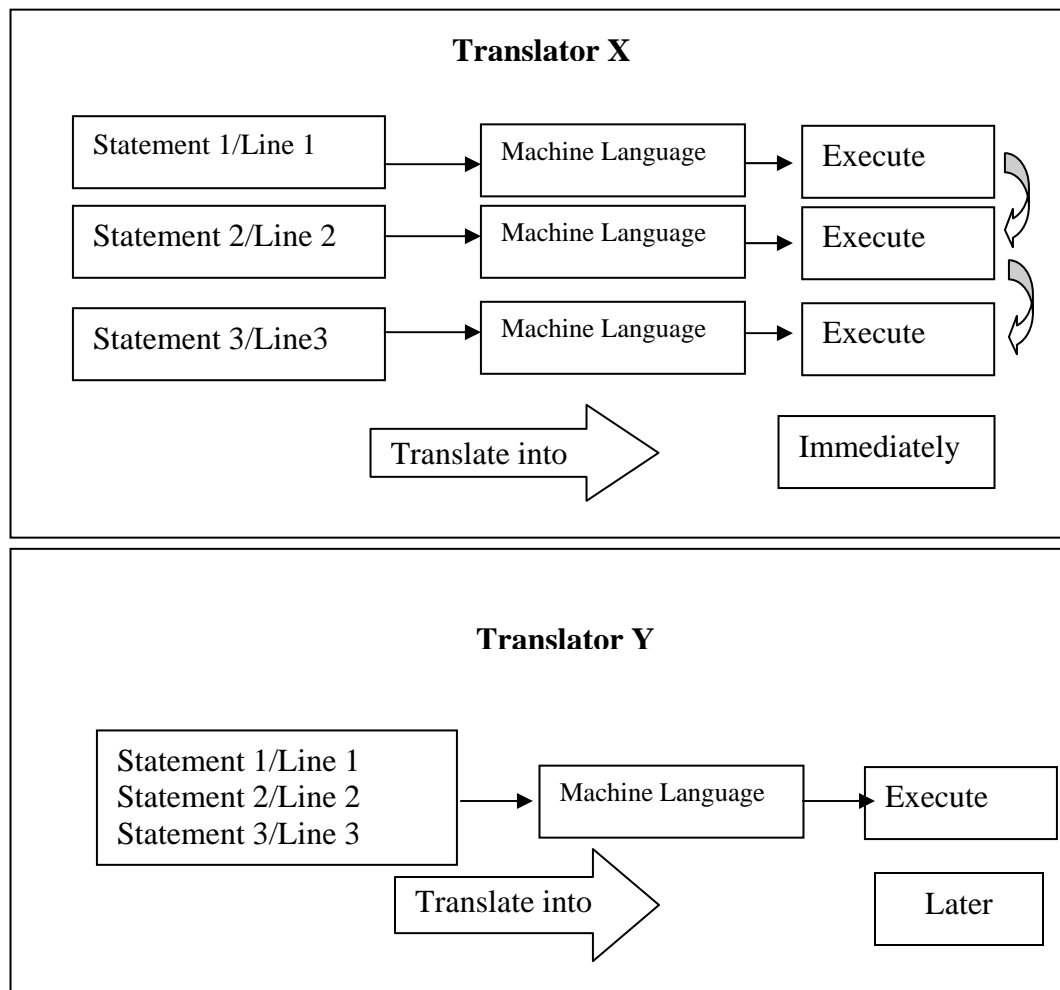 Translator X
Statement 1/Line 1
Machine Language
Execute
Statement 2/Line 2
Machine Language
Execute
Statement 3/Line3
Machine Language
Execute
Translate into
Immediately
Translator Y
Statement 1/Line 1
Statement 2/Line 2
Statement 3/Line 3
Machine Language
Execute
Translate into
Later